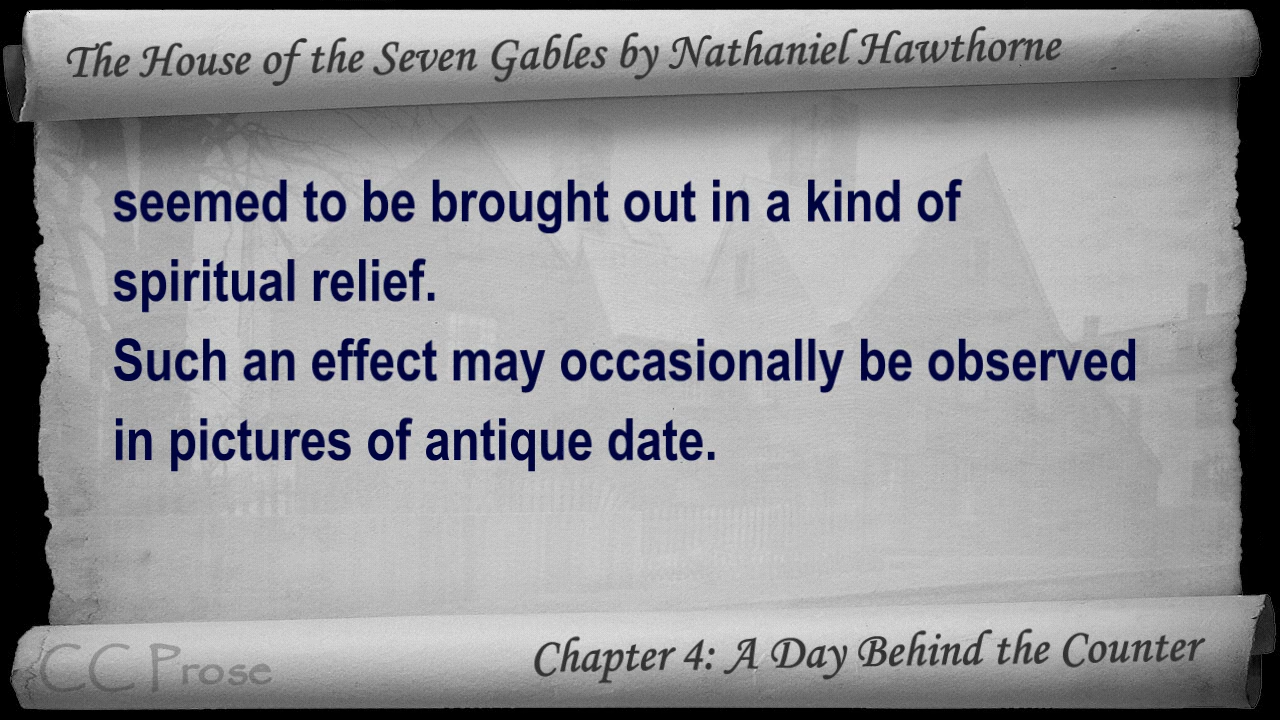 The House of the Seven Gables by Nathaniel Hawthorne
seemed to be brought out in a kind of
spiritual relief.
Such an effect may occasionally be observed
in pictures of antique date.
CC Prose
Chapter 4: A Day Behind the Counter